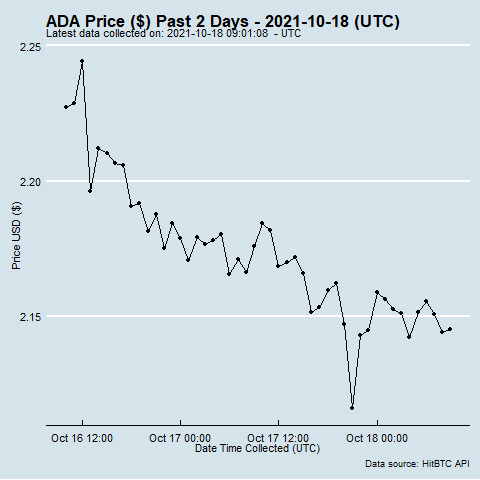 ADA Price ($) Past 2 Days - 2021-10-18 (UTC)
Latest data collected on: 2021-10-18 09:01:08  - UTC
2.25
2.20
2.15
Price USD ($)
Oct 16 12:00 Oct 17 00:00 Oct 17 12:00 Oct 18 00:00
Date Time Collected (UTC)
Data source: HitBTC API